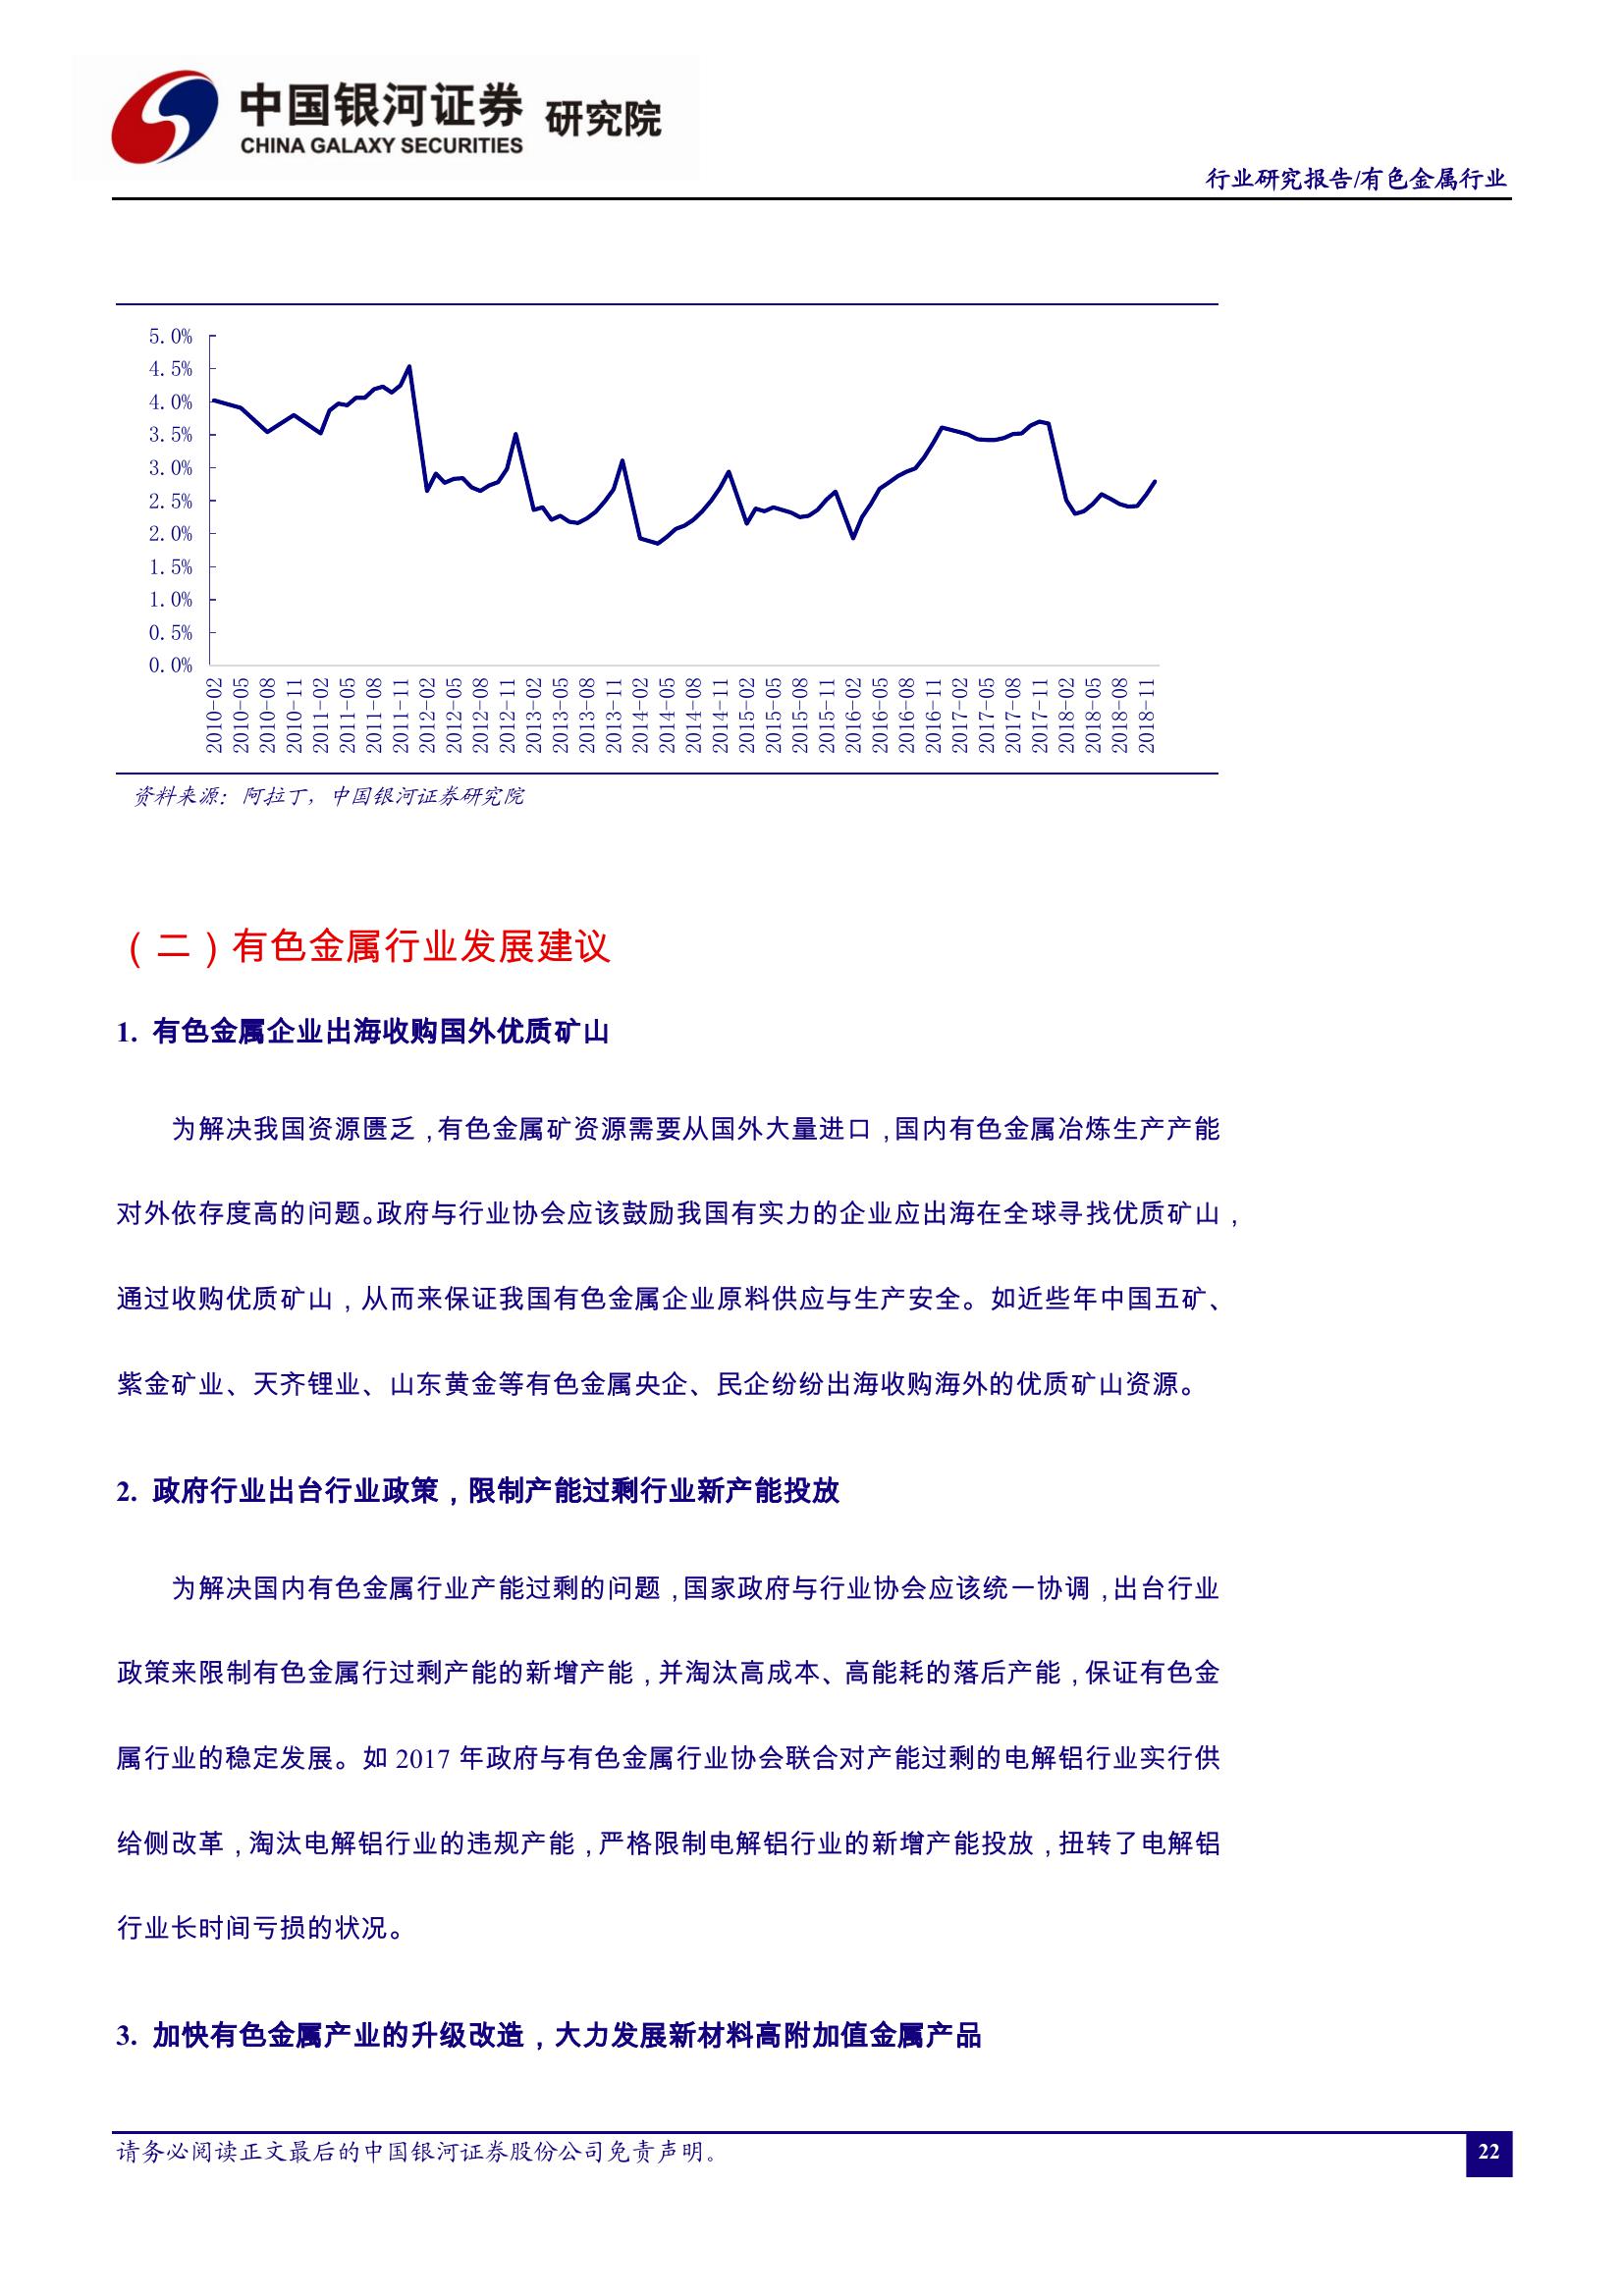 中国银河证券 研究院
CHINA GALAXY SECURITIES
行业研究报告/有色金属行业
5.0%
4.5%
4.0%
3.5%
3.0%
2.5%
2.0%
1.5%
1.0%
0.5%
0.0%
2010-02
2010-05
2010-08
2010-11
2011-02
2011-05
2011-08
2011-11
2012-02
2012-05
2012-08
2012-11
2013-02
2013-05
2013-08
2013-11
2014-02
2014-05
2014-08
2014-11
2015-02
2015-05
2015-08
2015-11
2016-02
2016-05
2016-08
2016-11
2017-02
2017-05
2017-08
2017-11
2018-02
2018-05
2018-08
2018-11
资料来源：阿拉丁，中国银河证券研究院
（二）有色金属行业发展建议
1. 有色金属企业出海收购国外优质矿山
为解决我国资源匮乏，有色金属矿资源需要从国外大量进口，国内有色金属冶炼生产产能
对外依存度高的问题。政府与行业协会应该鼓励我国有实力的企业应出海在全球寻找优质矿山，
通过收购优质矿山，从而来保证我国有色金属企业原料供应与生产安全。如近些年中国五矿、
紫金矿业、天齐锂业、山东黄金等有色金属央企、民企纷纷出海收购海外的优质矿山资源。
2. 政府行业出台行业政策，限制产能过剩行业新产能投放
为解决国内有色金属行业产能过剩的问题，国家政府与行业协会应该统一协调，出台行业
政策来限制有色金属行过剩产能的新增产能，并淘汰高成本、高能耗的落后产能，保证有色金
属行业的稳定发展。如 2017 年政府与有色金属行业协会联合对产能过剩的电解铝行业实行供
给侧改革，淘汰电解铝行业的违规产能，严格限制电解铝行业的新增产能投放，扭转了电解铝
行业长时间亏损的状况。
3. 加快有色金属产业的升级改造，大力发展新材料高附加值金属产品
请务必阅读正文最后的中国银河证券股份公司免责声明。
22